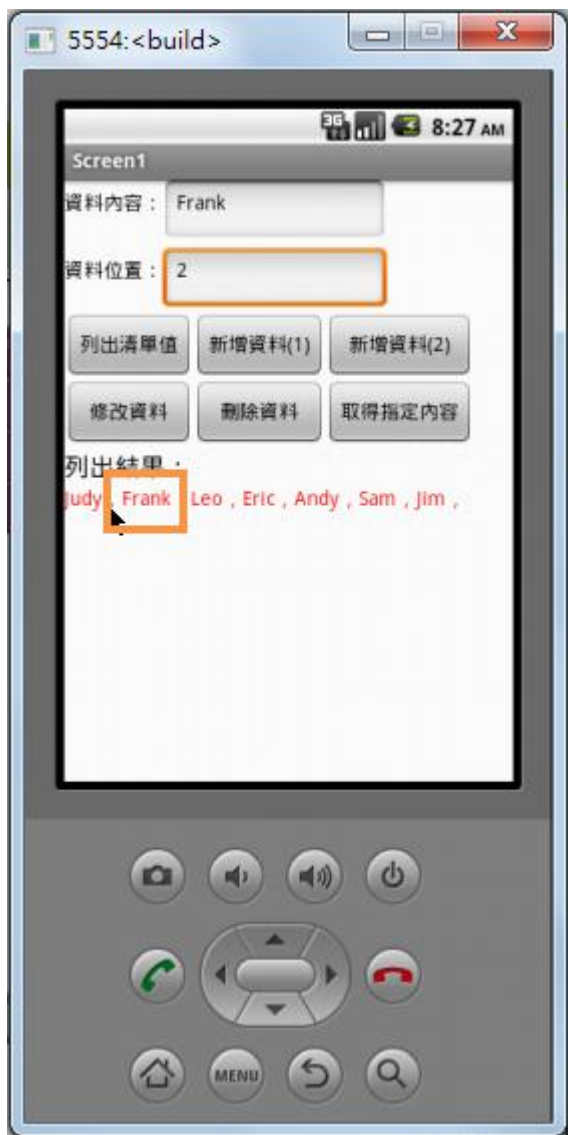 5554:<build>
3G 8:27 AM
Screen1
資料內容： Frank
資料位置： 2
列出清單值 新增資料(1) 新增資料(2)
修改資料 刪除資料 取得指定內容
列出結果：
Judy , Frank Leo , Eric , Andy , Sam , Jim ,
MENU